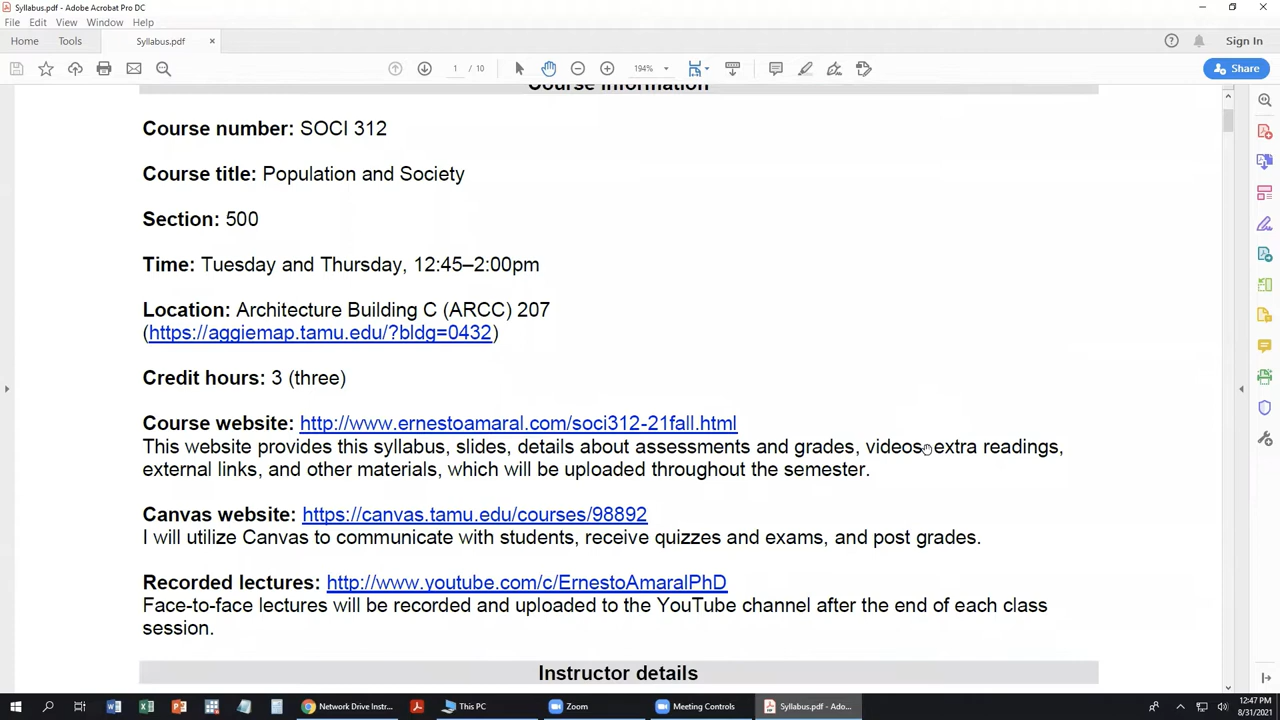 Syllabus.pdf - Adobe Acrobat Pro DC
File Edit View Window Help
Home Tools Syllabus.pdf × Sign In
1 / 10 194% Share
Course information
Course number: SOCI 312
Course title: Population and Society
Section: 500
Time: Tuesday and Thursday, 12:45–2:00pm
Location: Architecture Building C (ARCC) 207
(https://aggiemap.tamu.edu/?bldg=0432)
Credit hours: 3 (three)
Course website: http://www.ernestoamaral.com/soci312-21fall.html
This website provides this syllabus, slides, details about assessments and grades, videos, extra readings,
external links, and other materials, which will be uploaded throughout the semester.
Canvas website: https://canvas.tamu.edu/courses/98892
I will utilize Canvas to communicate with students, receive quizzes and exams, and post grades.
Recorded lectures: http://www.youtube.com/c/ErnestoAmaralPhD
Face-to-face lectures will be recorded and uploaded to the YouTube channel after the end of each class
session.
Instructor details
Network Drive Instr... This PC Zoom Meeting Controls Syllabus.pdf - Ado... 12:47 PM
8/31/2021